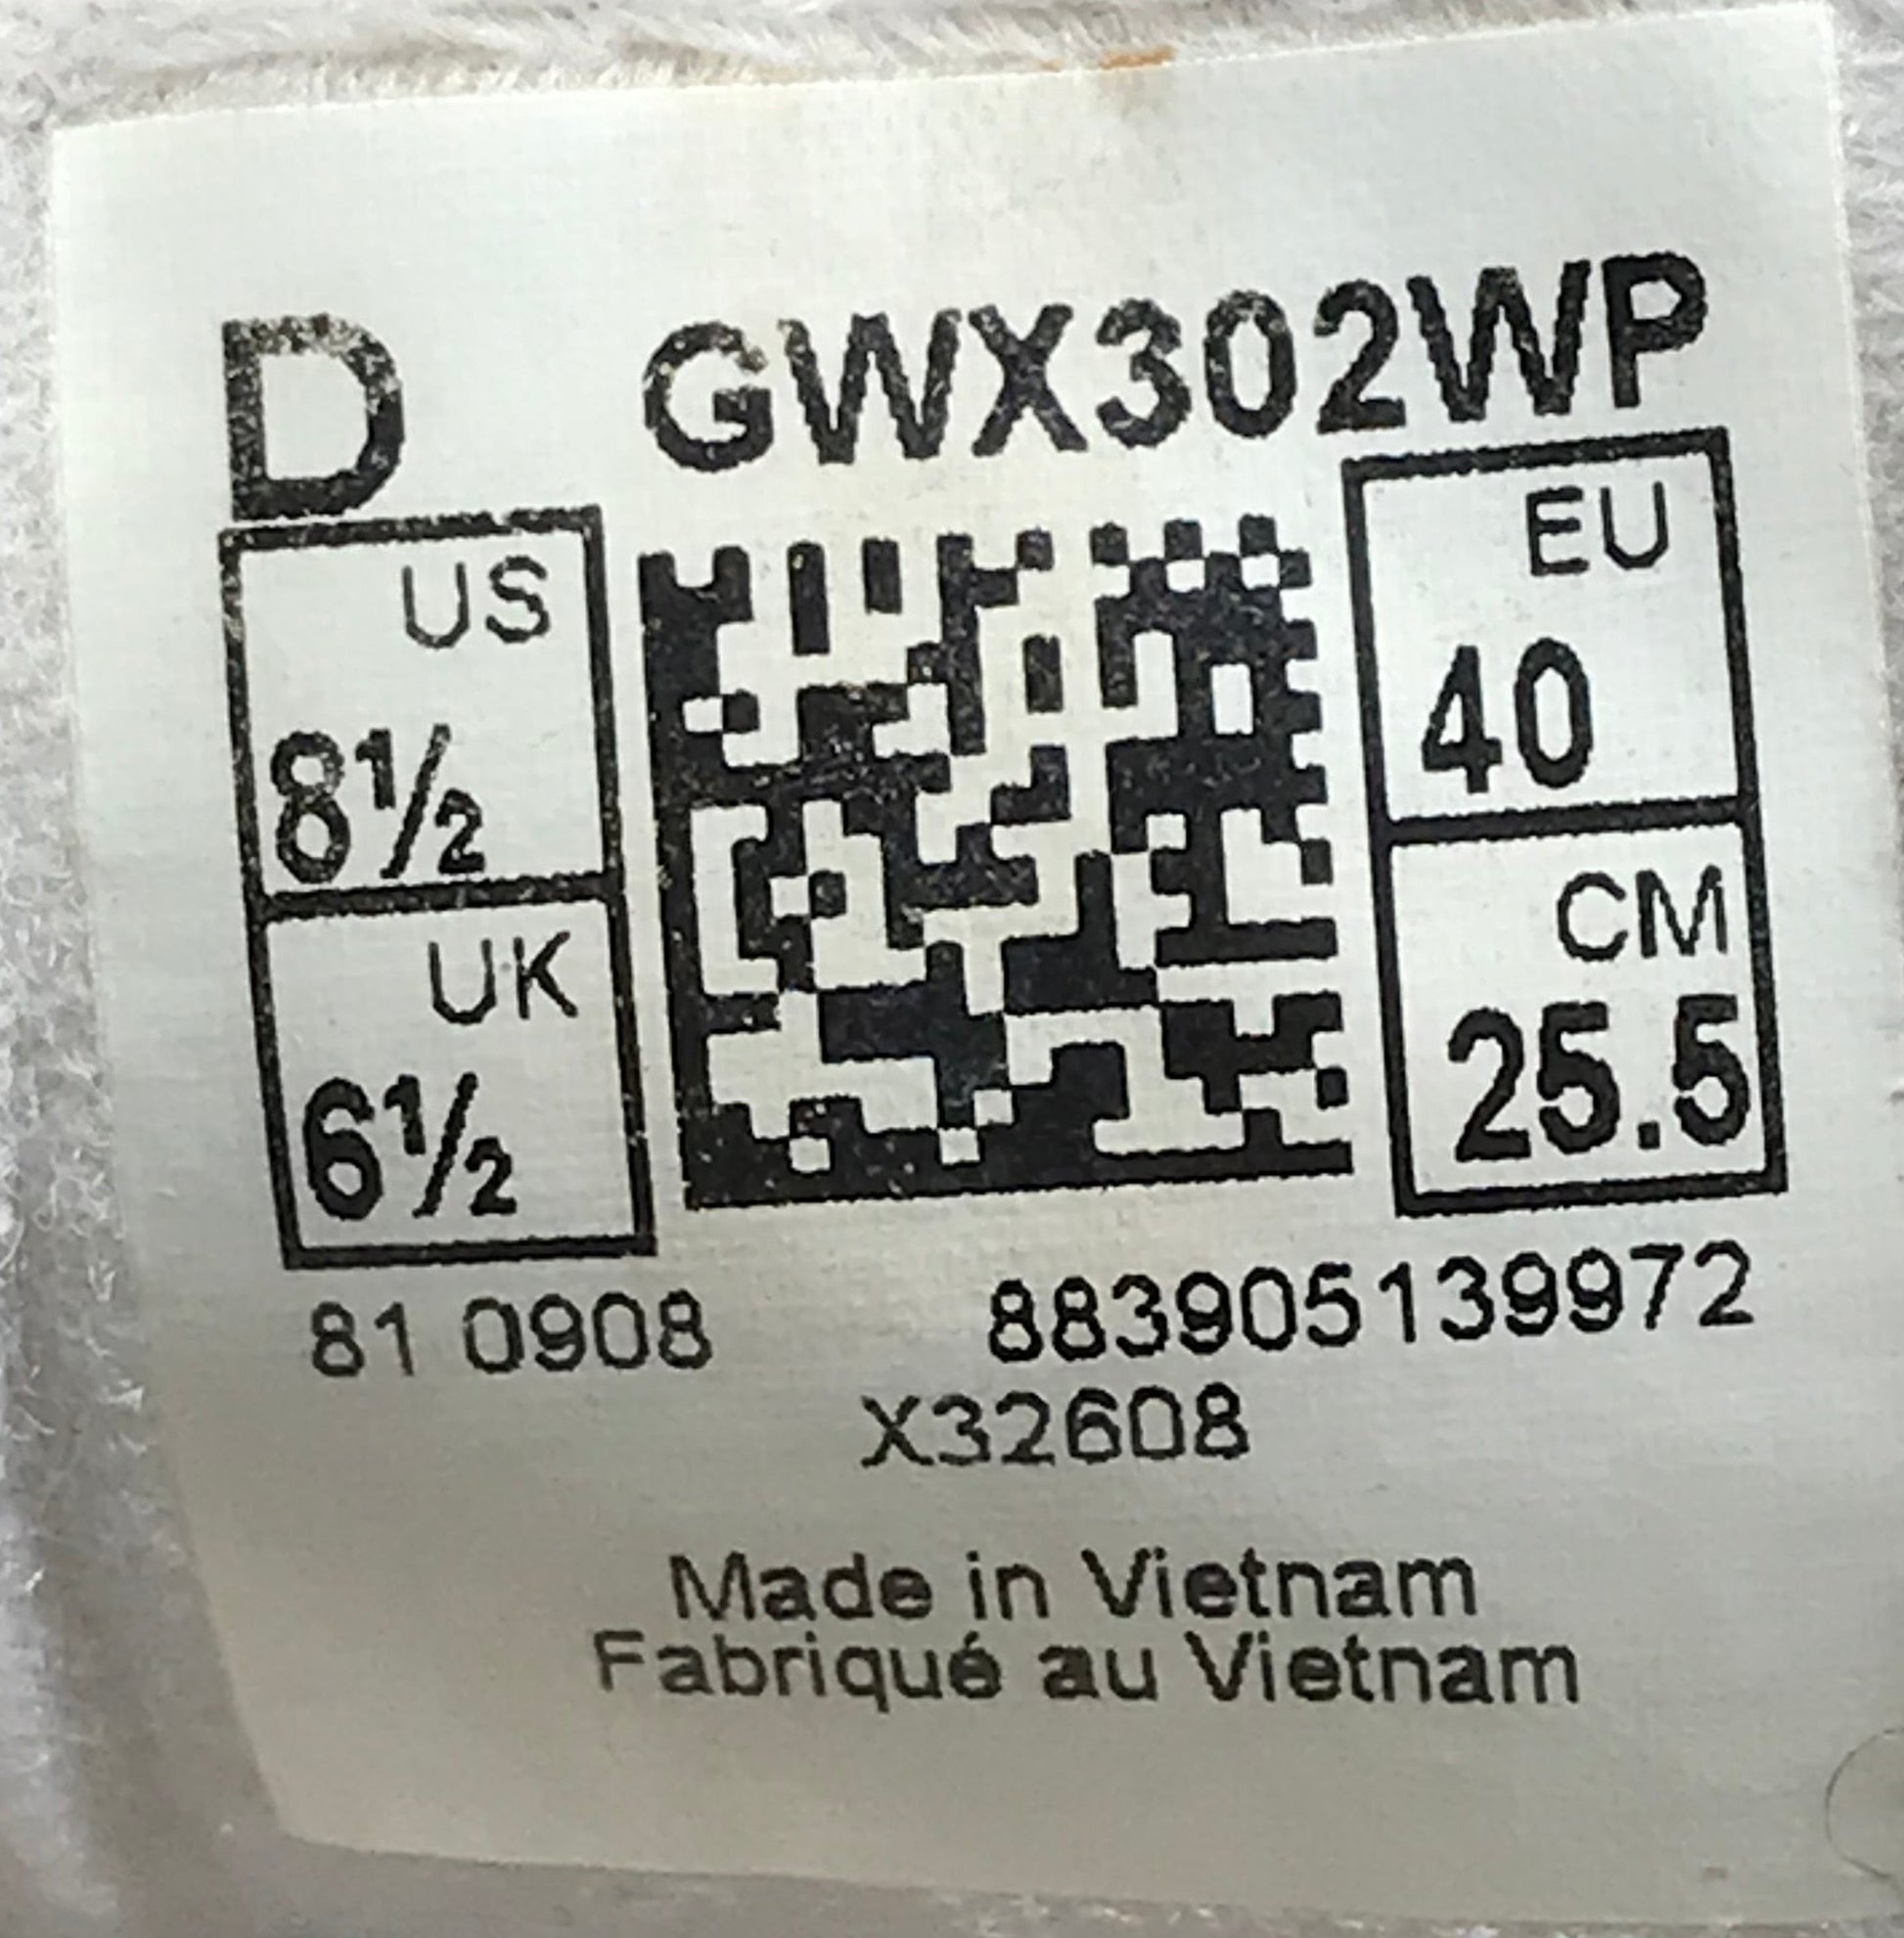 D GWX302WP
US
8½
UK
6½
EU
40
CM
25.5
81 0908 883905139972
X32608
Made in Vietnam
Fabriqué au Vietnam